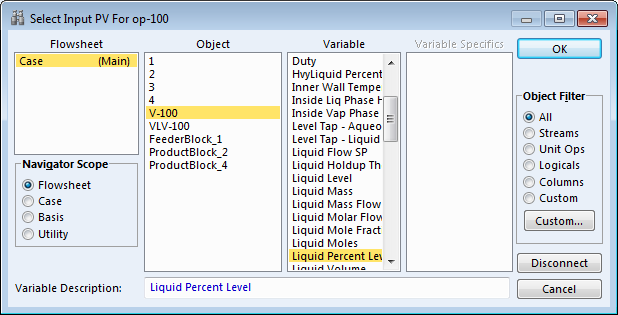 Select Input PV For op-100
Flowsheet
Case (Main)
Navigator Scope
Flowsheet
Case
Basis
Utility
Object
1
2
3
4
V-100
VLV-100
FeederBlock_1
ProductBlock_2
ProductBlock_4
Variable
Duty
HvyLiquid Percent
Inner Wall Tempe
Inside Liq Phase H
Inside Vap Phase
Level Tap - Aqueo
Level Tap - Liquid
Liquid Flow SP
Liquid Holdup Th
Liquid Level
Liquid Mass
Liquid Mass Flow
Liquid Molar Flow
Liquid Mole Fract
Liquid Moles
Liquid Percent Lev
Liquid Volume
Variable Specifics
OK
Object Filter
All
Streams
Unit Ops
Logicals
Columns
Custom
Custom...
Disconnect
Cancel
Variable Description:
Liquid Percent Level